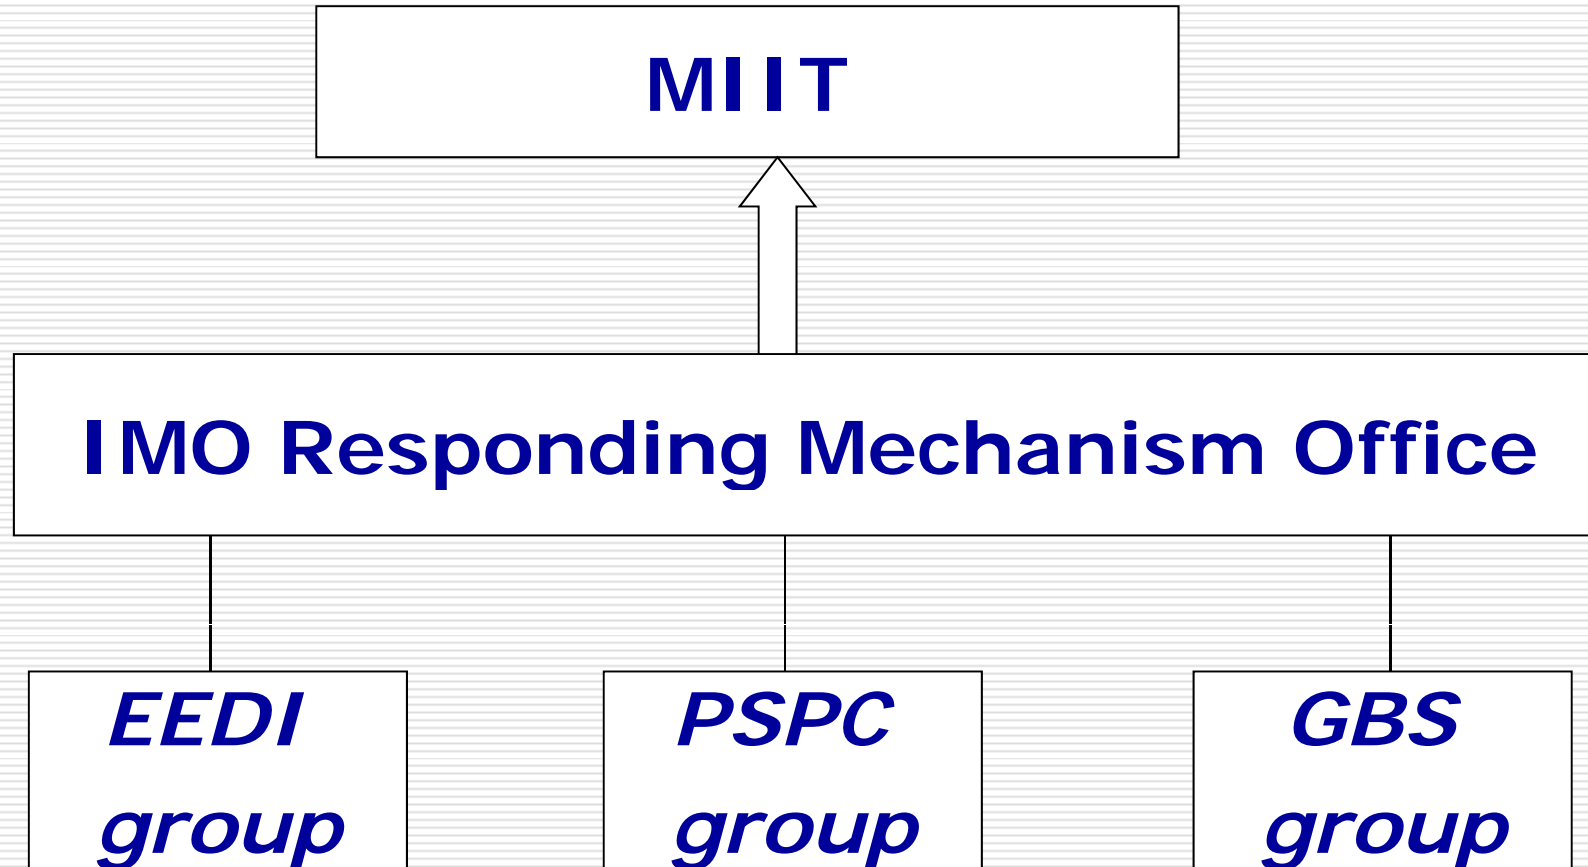 MIIT
IMO Responding Mechanism Office
EEDI
group
PSPC
group
GBS
group